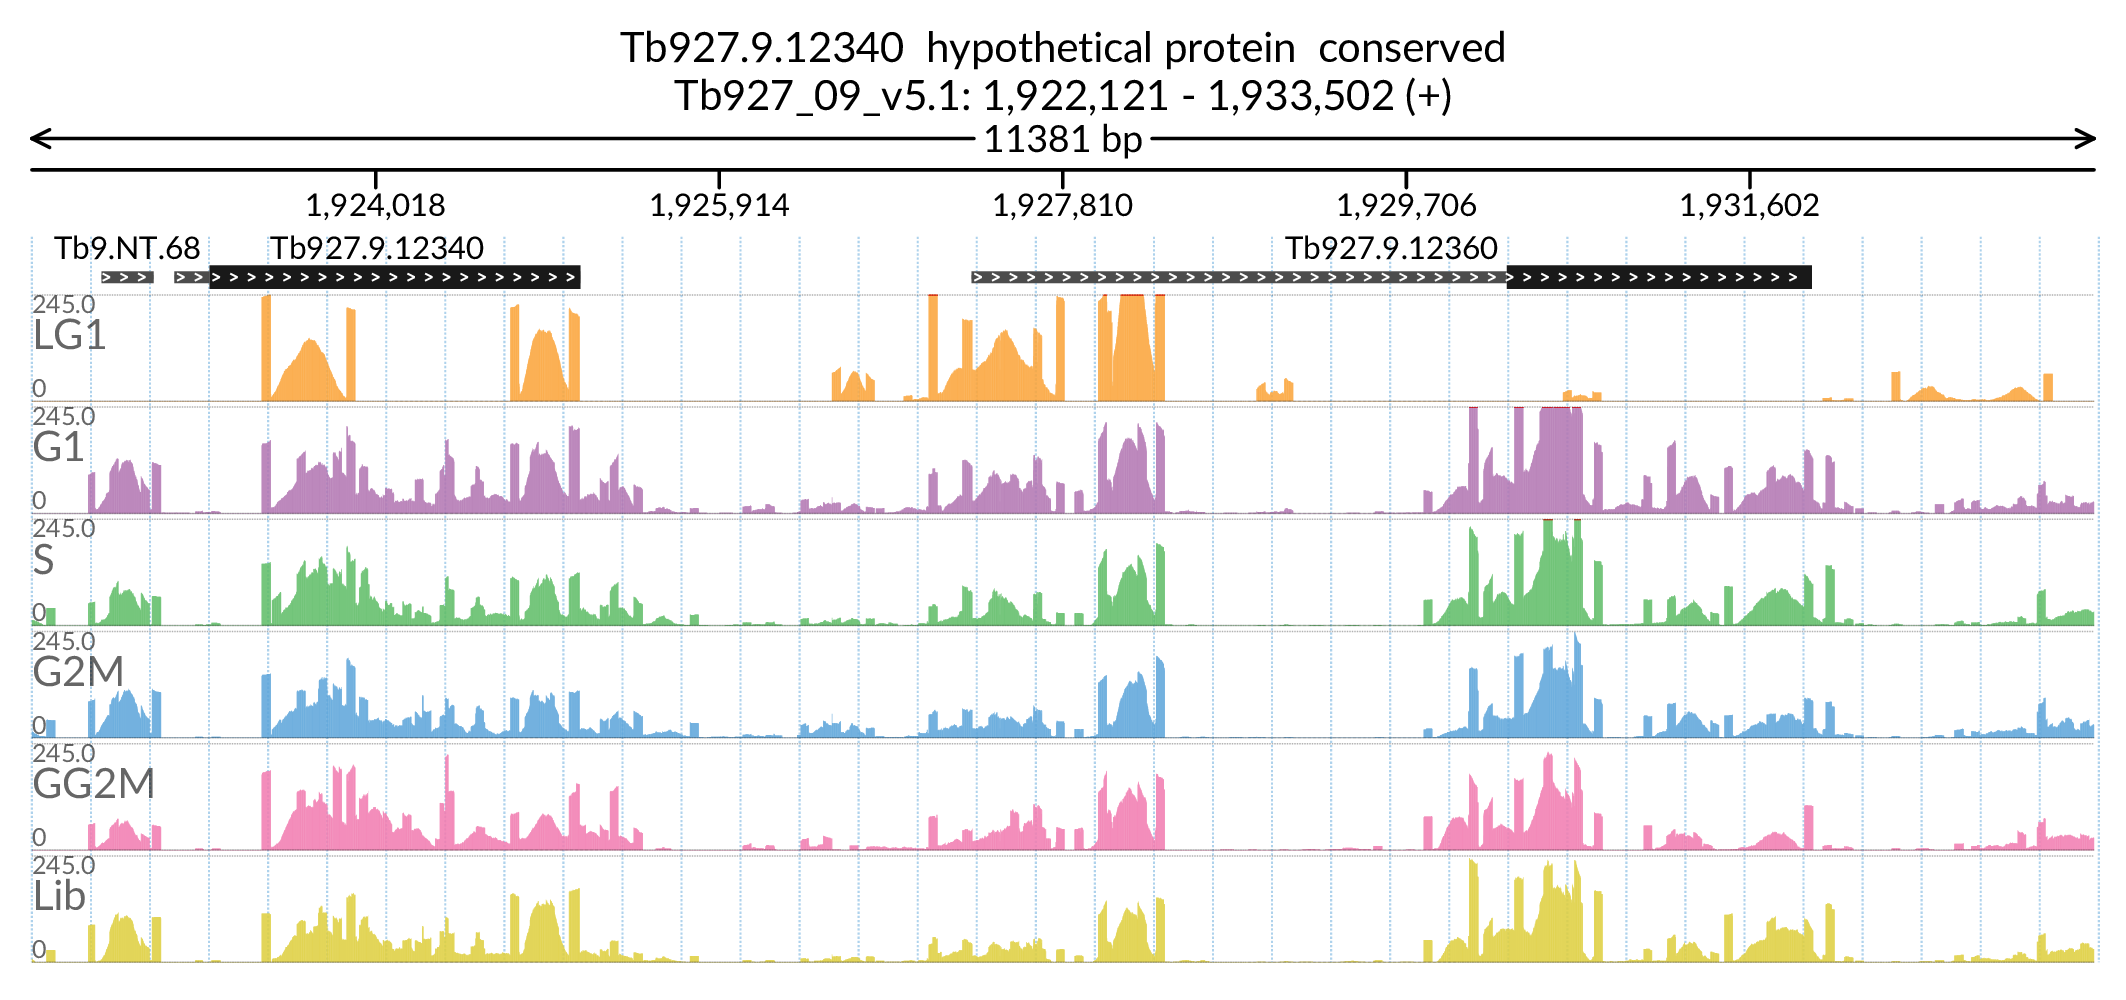 Tb927.9.12340  hypothetical protein  conserved
Tb927_09_v5.1: 1,922,121 - 1,933,502 (+)
11381 bp
1,924,018 1,925,914 1,927,810 1,929,706 1,931,602
Tb9.NT.68 Tb927.9.12340 Tb927.9.12360
245.0
LG1
0
245.0
G1
0
245.0
S
0
245.0
G2M
0
245.0
GG2M
0
245.0
Lib
0